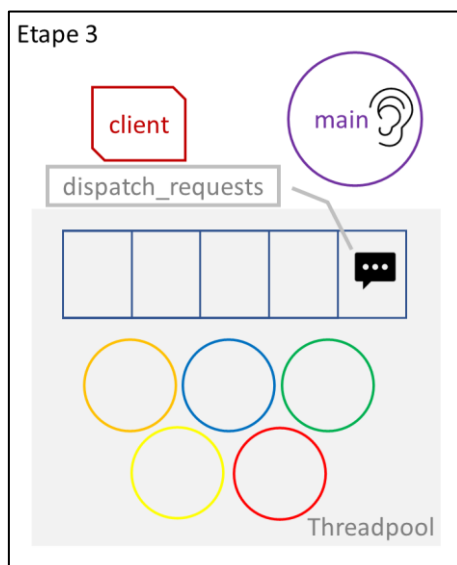 Etape 3
client
main
dispatch_requests
Threadpool